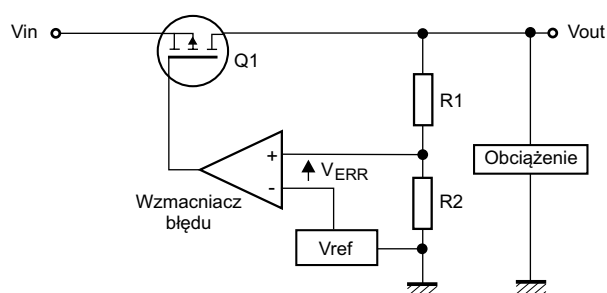 Vin
Vout
Q1
R1
+
V_ERR
-
Wzmacniacz
błędu
R2
Vref
Obciążenie